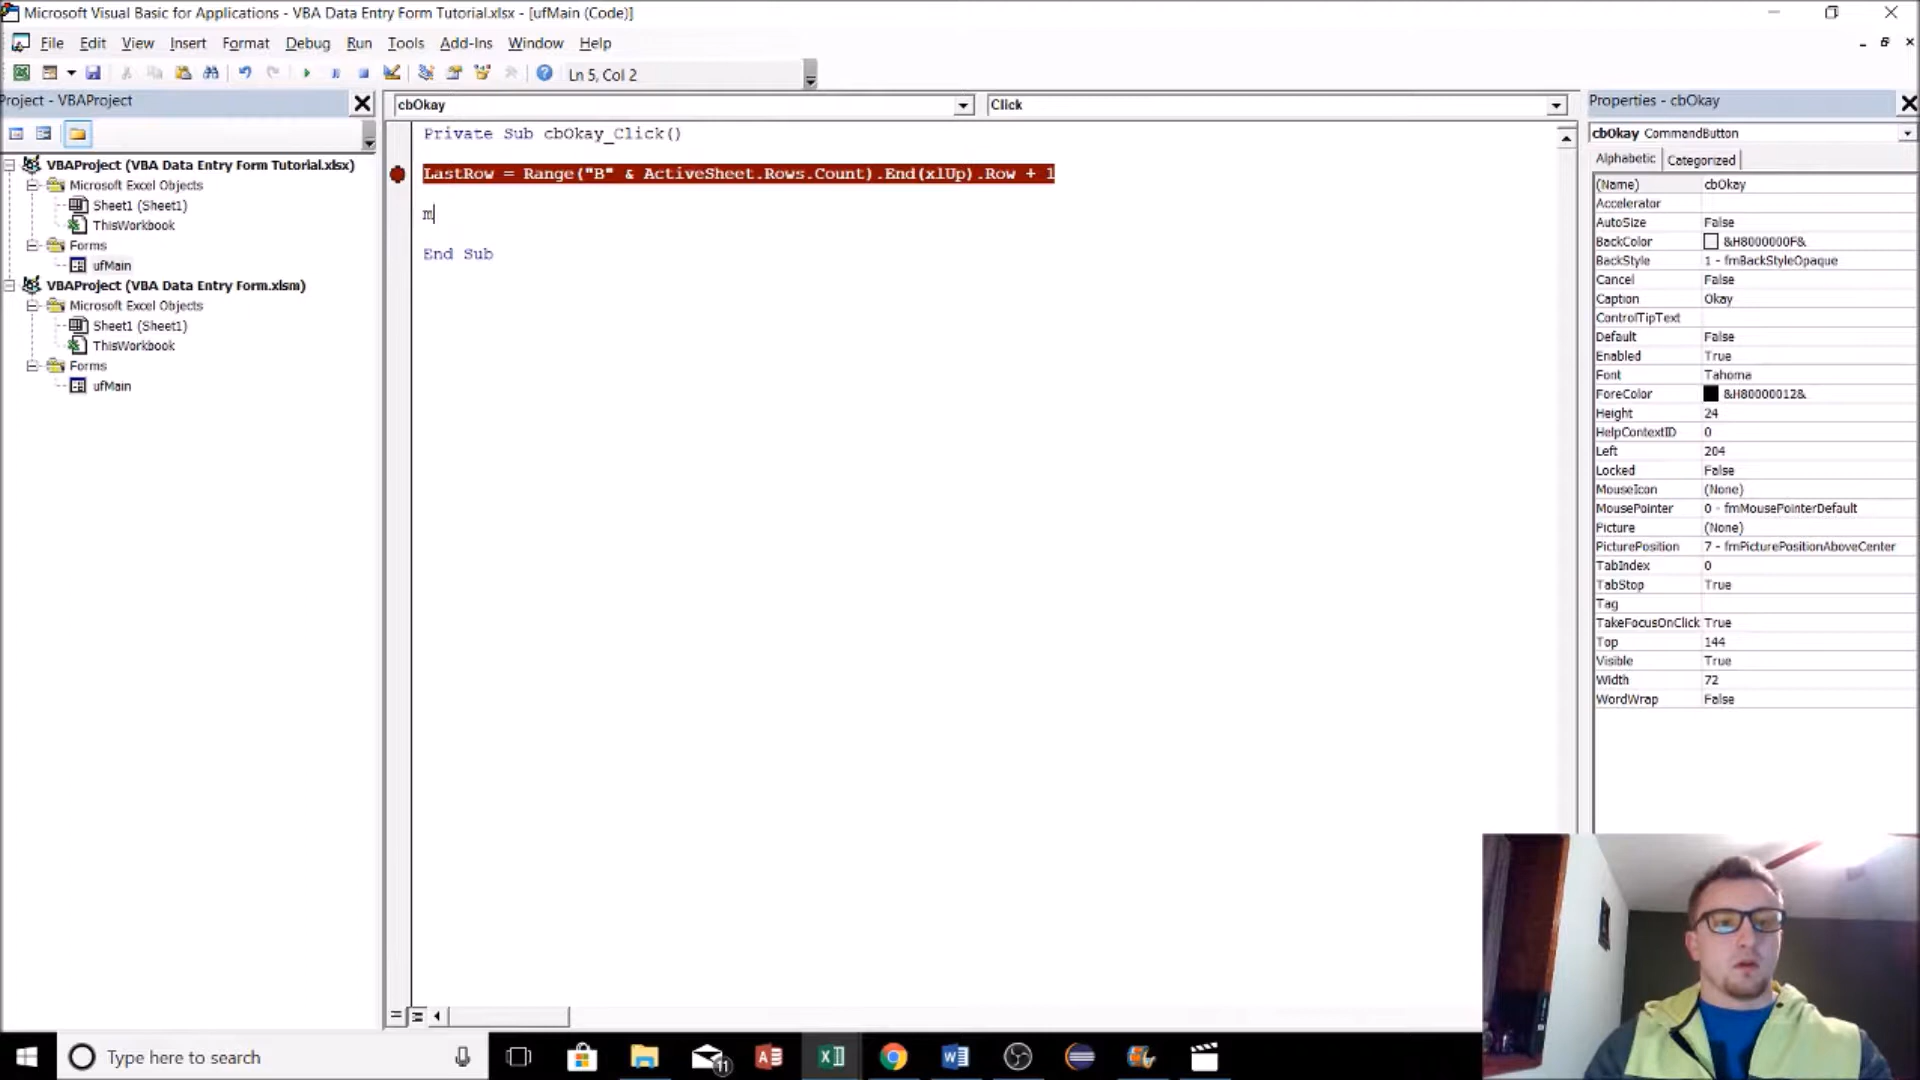 Microsoft Visual Basic for Applications - VBA Data Entry Form Tutorial.xlsx - [ufMain (Code)]
File Edit View Insert Format Debug Run Tools Add-Ins Window Help
Ln 5, Col 2
Project - VBAProject
VBAProject (VBA Data Entry Form Tutorial.xlsx)
Microsoft Excel Objects
Sheet1 (Sheet1)
ThisWorkbook
Forms
ufMain
VBAProject (VBA Data Entry Form.xlsm)
Microsoft Excel Objects
Sheet1 (Sheet1)
ThisWorkbook
Forms
ufMain
cbOkay Click
Private Sub cbOkay_Click()
LastRow = Range("B" & ActiveSheet.Rows.Count).End(xlUp).Row + 1
m
End Sub
Properties - cbOkay
cbOkay CommandButton
Alphabetic Categorized
(Name) cbOkay
Accelerator
AutoSize False
BackColor &H8000000F&
BackStyle 1 - fmBackStyleOpaque
Cancel False
Caption Okay
ControlTipText
Default False
Enabled True
Font Tahoma
ForeColor &H80000012&
Height 24
HelpContextID 0
Left 204
Locked False
MouseIcon (None)
MousePointer 0 - fmMousePointerDefault
Picture (None)
PicturePosition 7 - fmPicturePositionAboveCenter
TabIndex 0
TabStop True
Tag
TakeFocusOnClick True
Top 144
Visible True
Width 72
WordWrap False
Type here to search
11